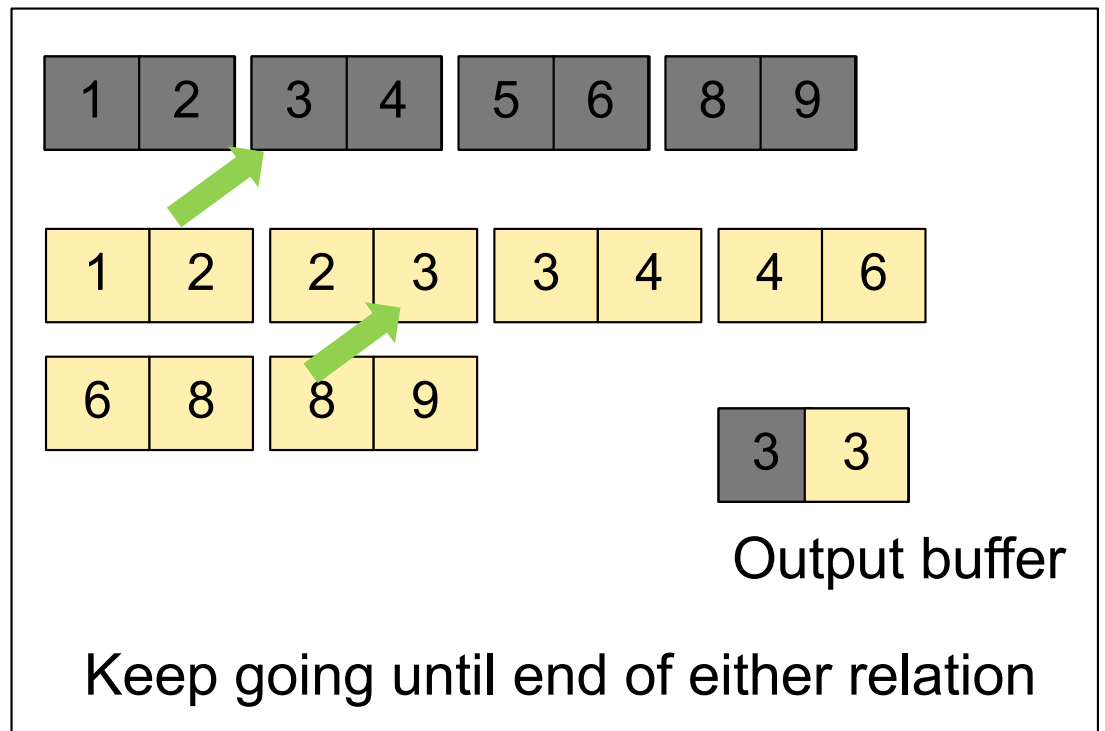 1 2 3 4 5 6 8 9
1 2 2 3 3 4 4 6
6 8 8 9
3 3
Output buffer
Keep going until end of either relation